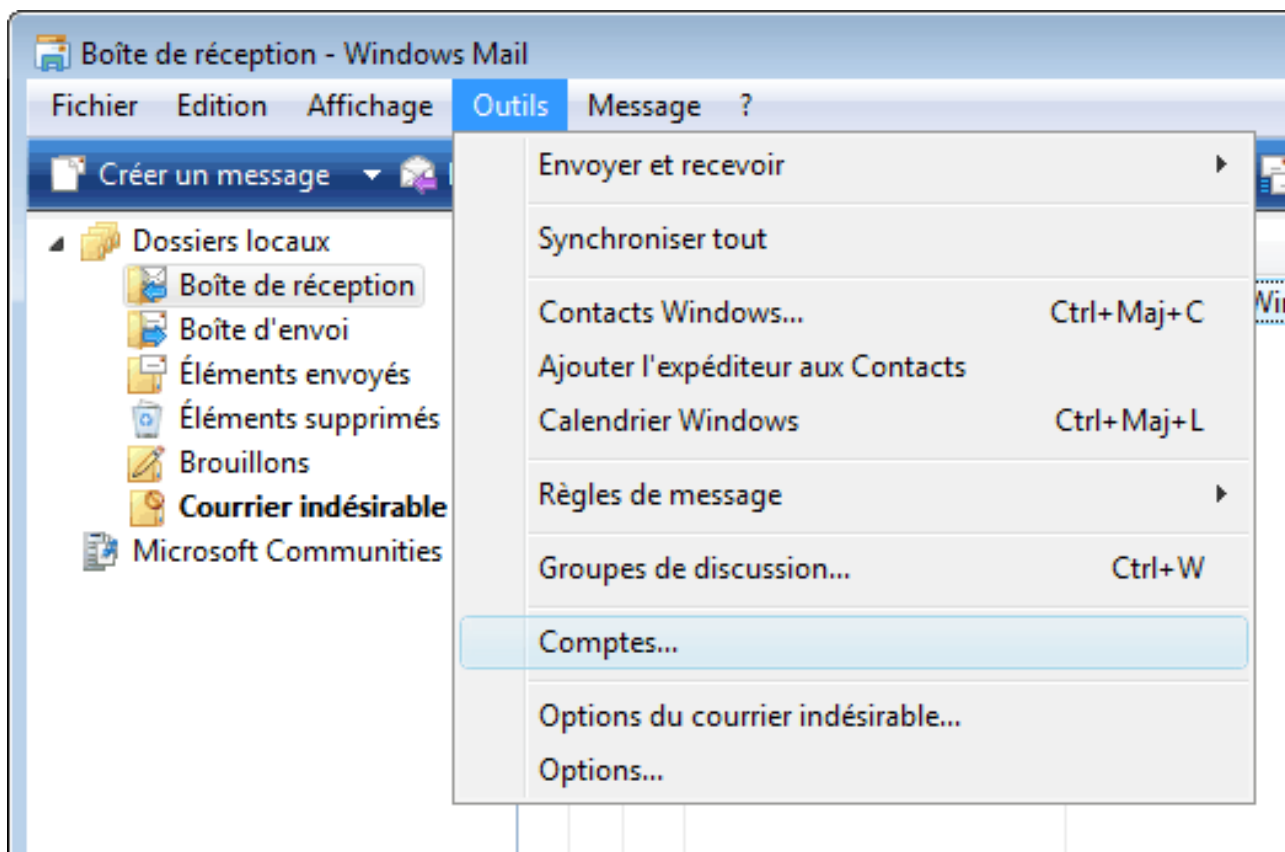 Boîte de réception - Windows Mail
Fichier Edition Affichage Outils Message ?
Créer un message
Dossiers locaux
Boîte de réception
Boîte d'envoi
Éléments envoyés
Éléments supprimés
Brouillons
Courrier indésirable
Microsoft Communities
Envoyer et recevoir
Synchroniser tout
Contacts Windows... Ctrl+Maj+C
Ajouter l'expéditeur aux Contacts
Calendrier Windows Ctrl+Maj+L
Règles de message
Groupes de discussion... Ctrl+W
Comptes...
Options du courrier indésirable...
Options...